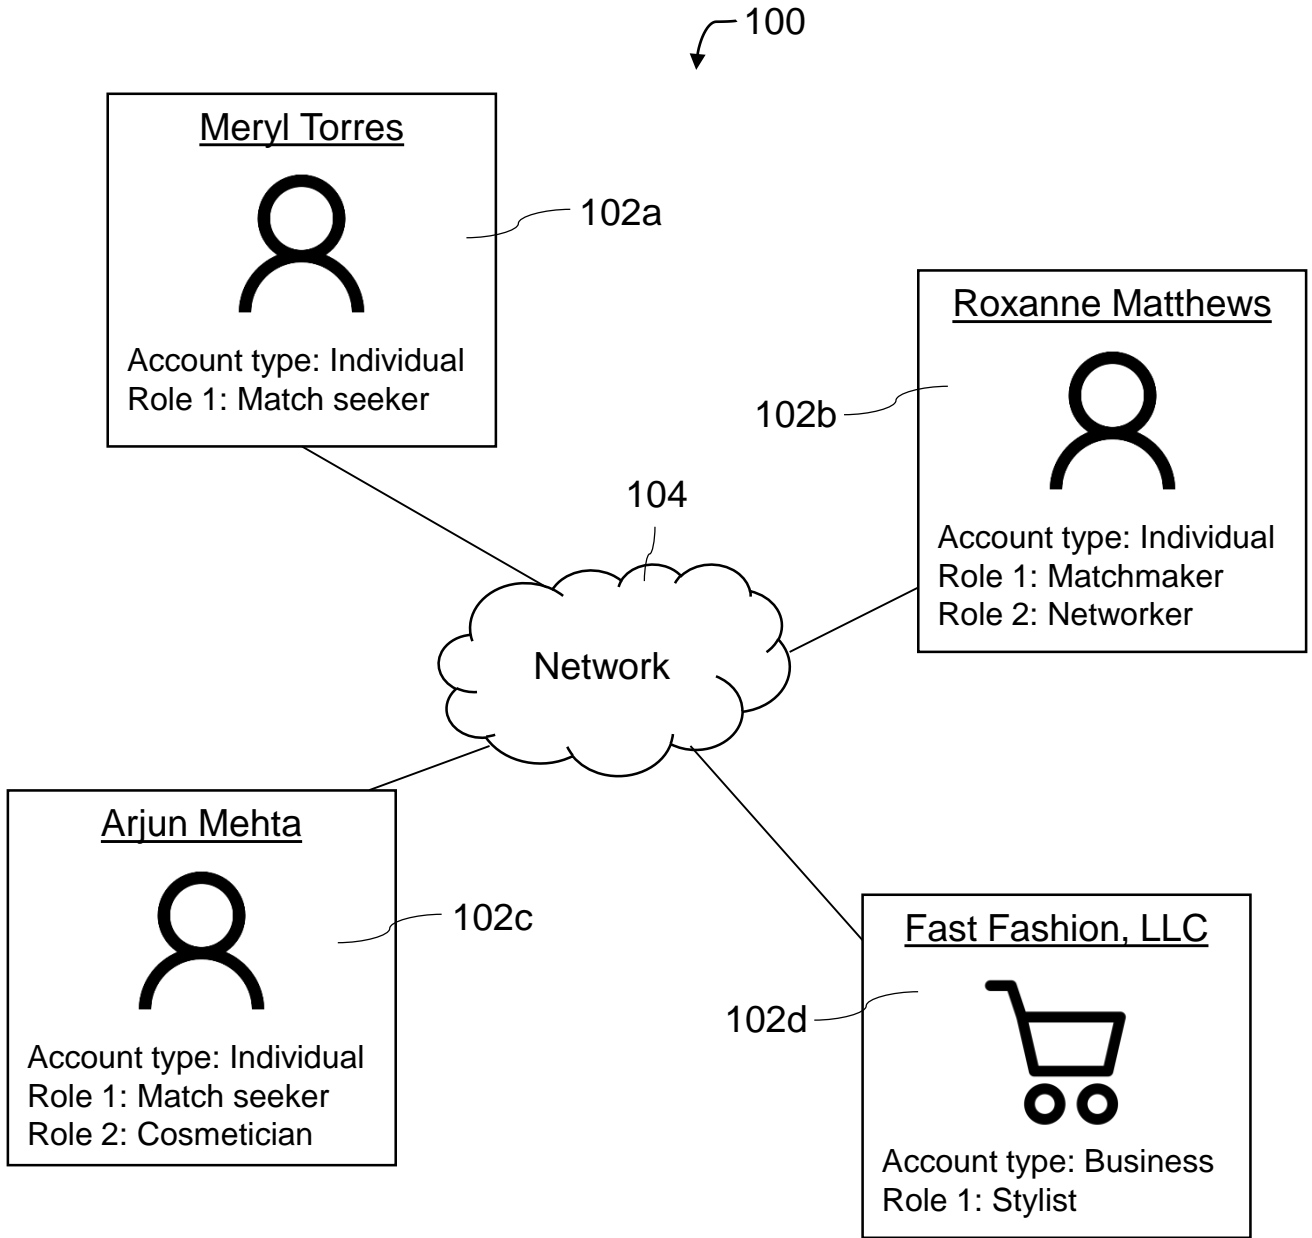 100
Meryl Torres
102a
Account type: Individual
Role 1: Match seeker
Roxanne Matthews
102b
Account type: Individual
Role 1: Matchmaker
Role 2: Networker
104
Network
Arjun Mehta
102c
Account type: Individual
Role 1: Match seeker
Role 2: Cosmetician
Fast Fashion, LLC
102d
Account type: Business
Role 1: Stylist